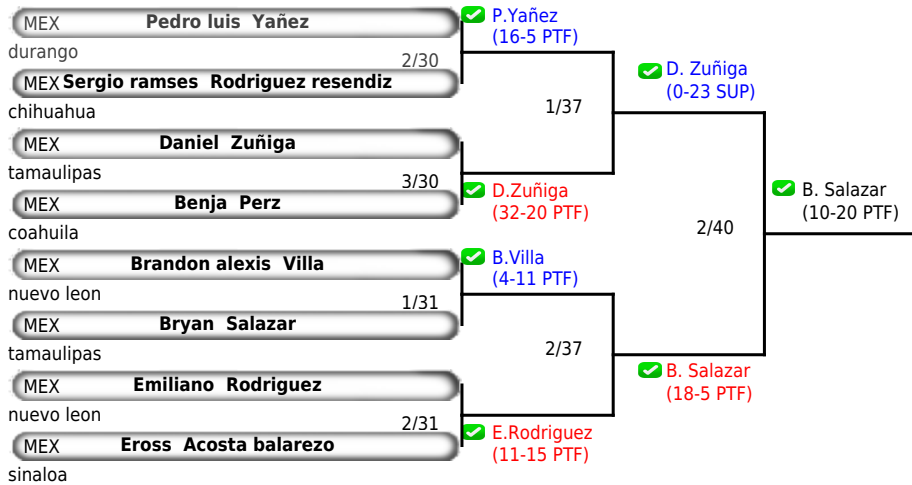 MEX Pedro luis Yañez
durango
2/30
MEX Sergio ramses Rodriguez resendiz
chihuahua
MEX Daniel Zuñiga
tamaulipas
3/30
MEX Benja Perz
coahuila
MEX Brandon alexis Villa
nuevo leon
1/31
MEX Bryan Salazar
tamaulipas
MEX Emiliano Rodriguez
nuevo leon
2/31
MEX Eross Acosta balarezo
sinaloa
P.Yañez
(16-5 PTF)
1/37
D.Zuñiga
(32-20 PTF)
B.Villa
(4-11 PTF)
2/37
E.Rodriguez
(11-15 PTF)
D. Zuñiga
(0-23 SUP)
2/40
B. Salazar
(18-5 PTF)
B. Salazar
(10-20 PTF)